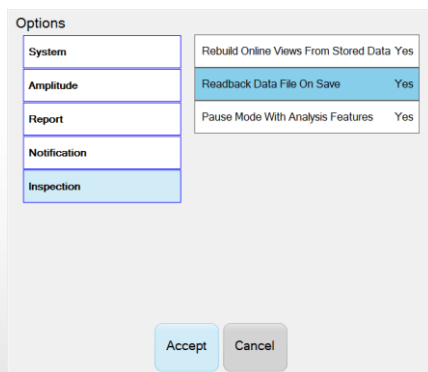 Options
System
Amplitude
Report
Notification
Inspection
Rebuild Online Views From Stored Data Yes
Readback Data File On Save Yes
Pause Mode With Analysis Features Yes
Accept
Cancel